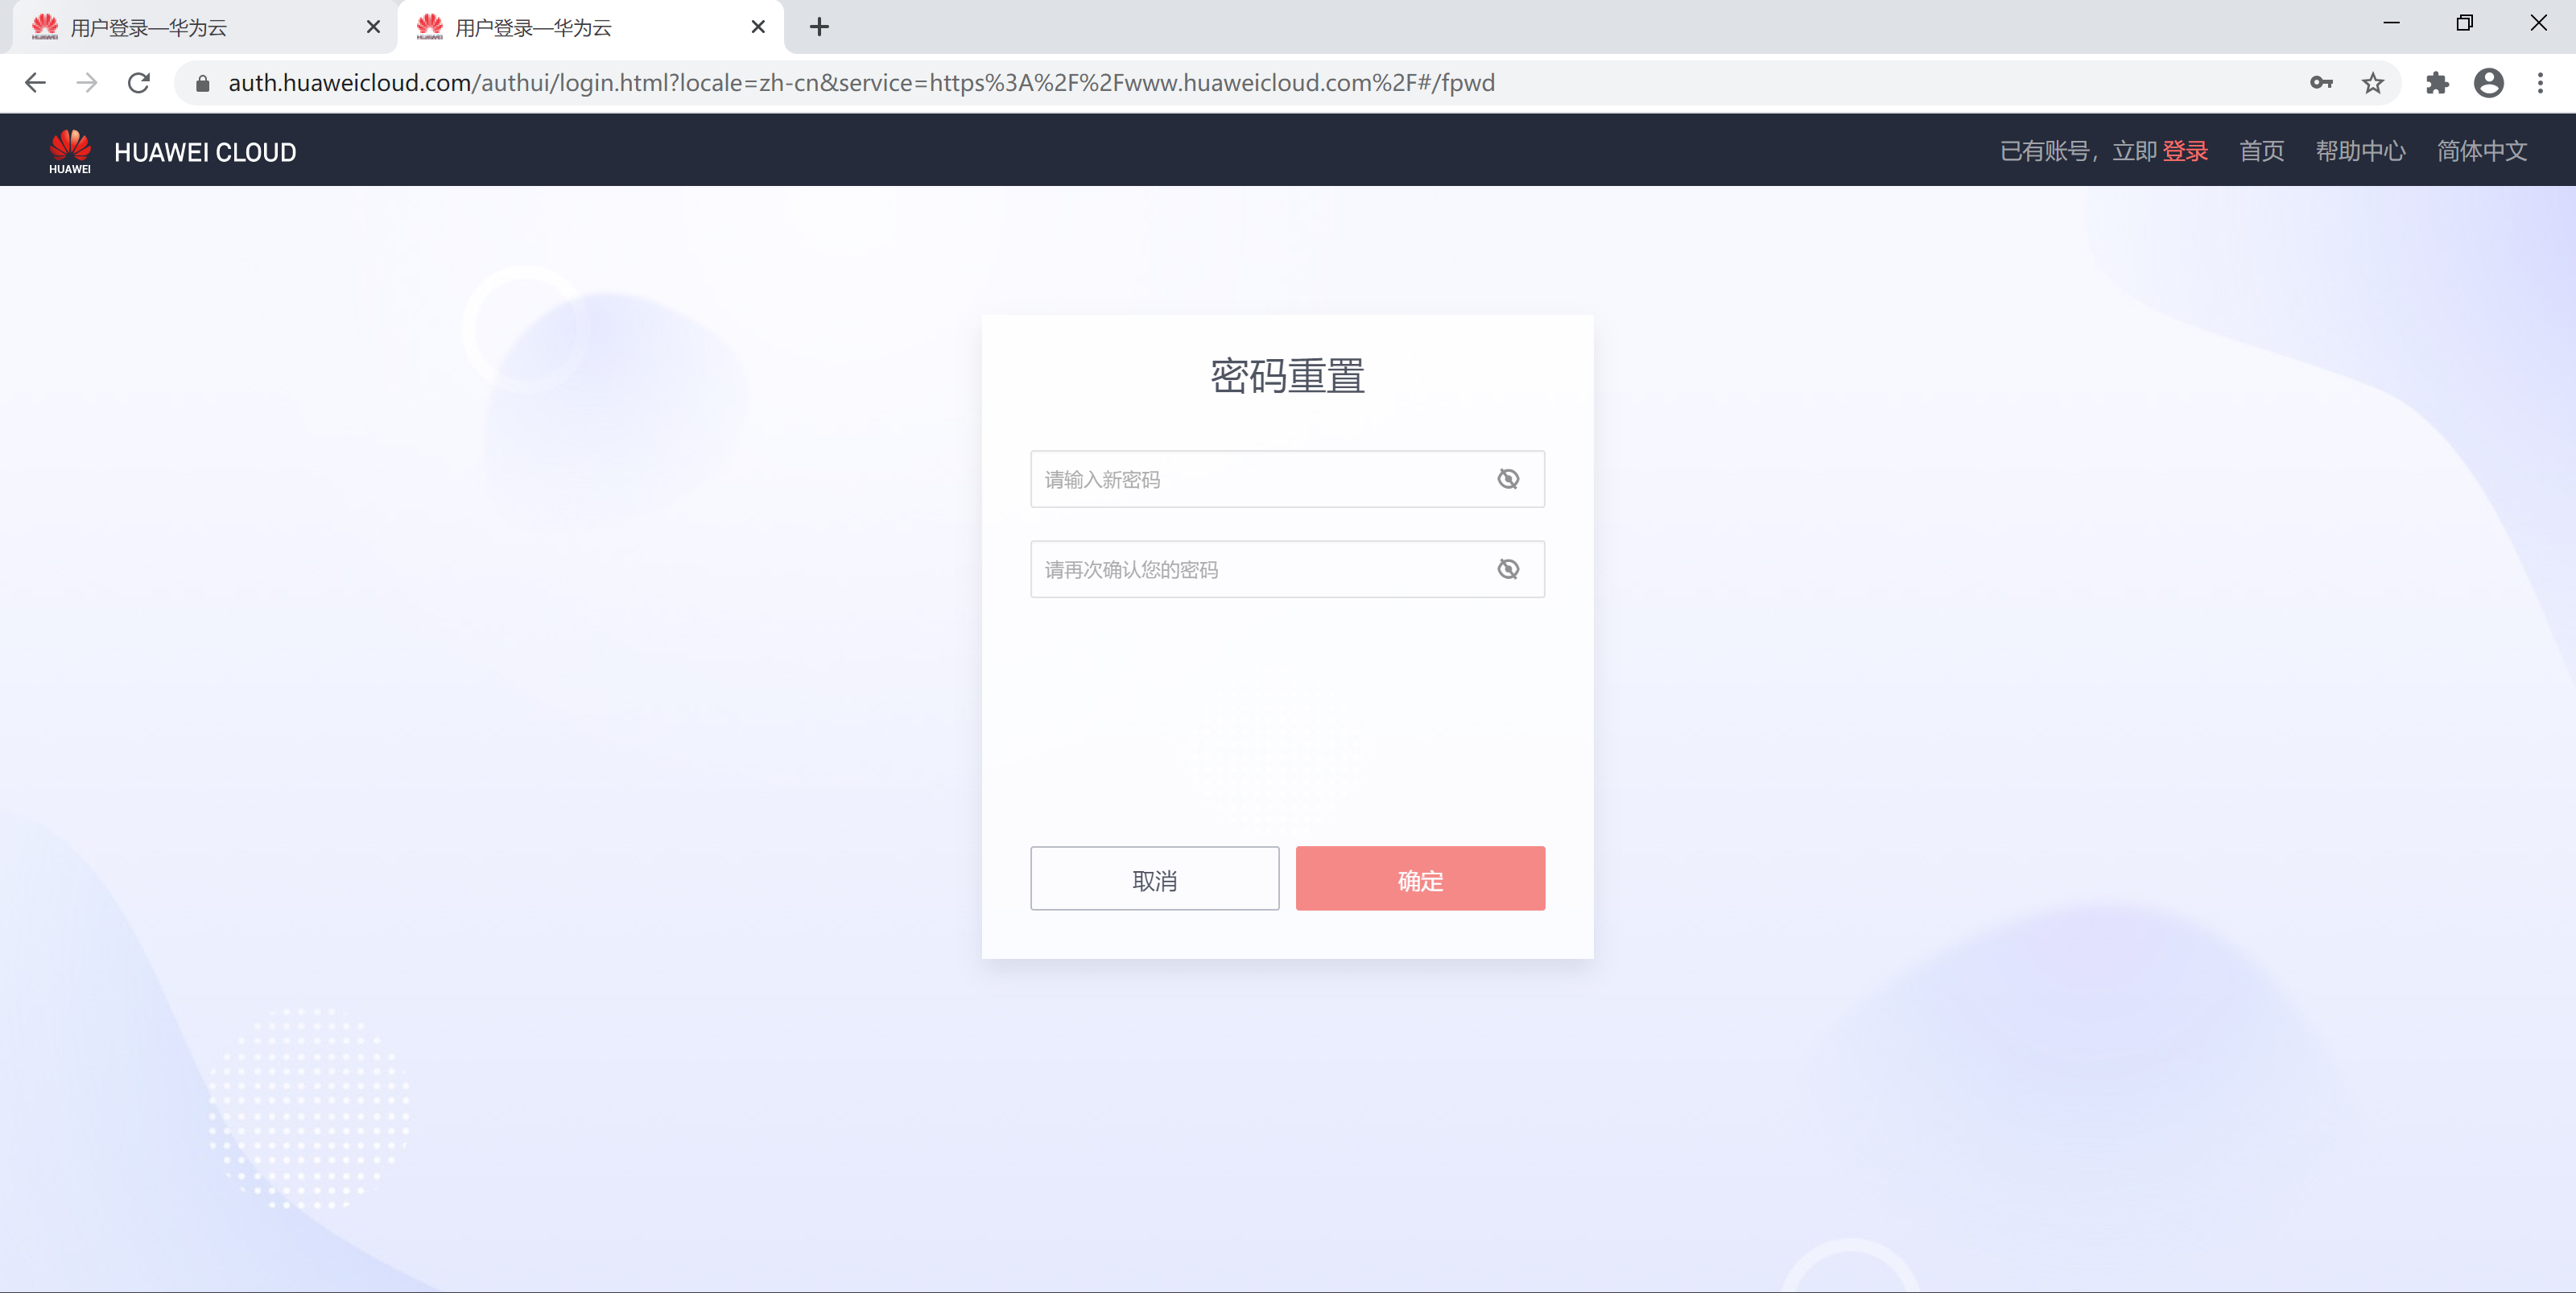 用户登录—华为云
用户登录—华为云
auth.huaweicloud.com/authui/login.html?locale=zh-cn&service=https%3A%2F%2Fwww.huaweicloud.com%2F#/fpwd
HUAWEI
HUAWEI CLOUD
已有账号，立即 登录 首页 帮助中心 简体中文
密码重置
请输入新密码
请再次确认您的密码
取消 确定